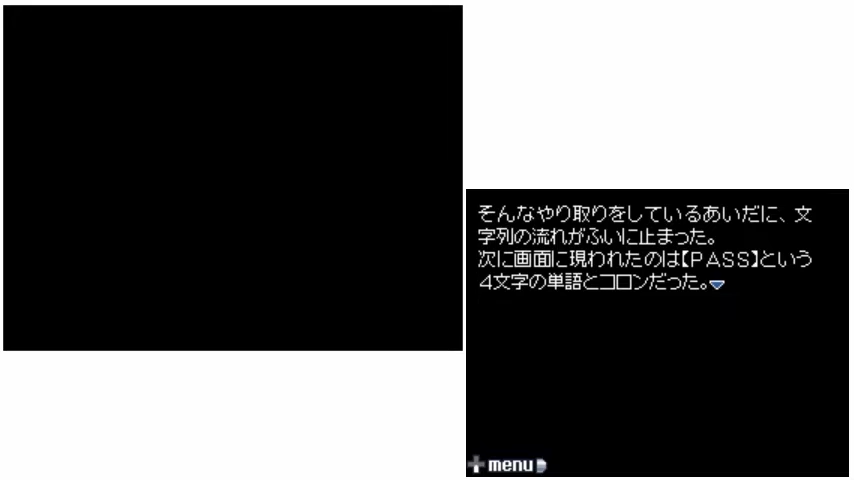 そんなやり取りをしているあいだに、文
字列の流れがふいに止まった。
次に画面に現われたのは【ＰＡＳＳ】という
４文字の単語とコロンだった。
menu